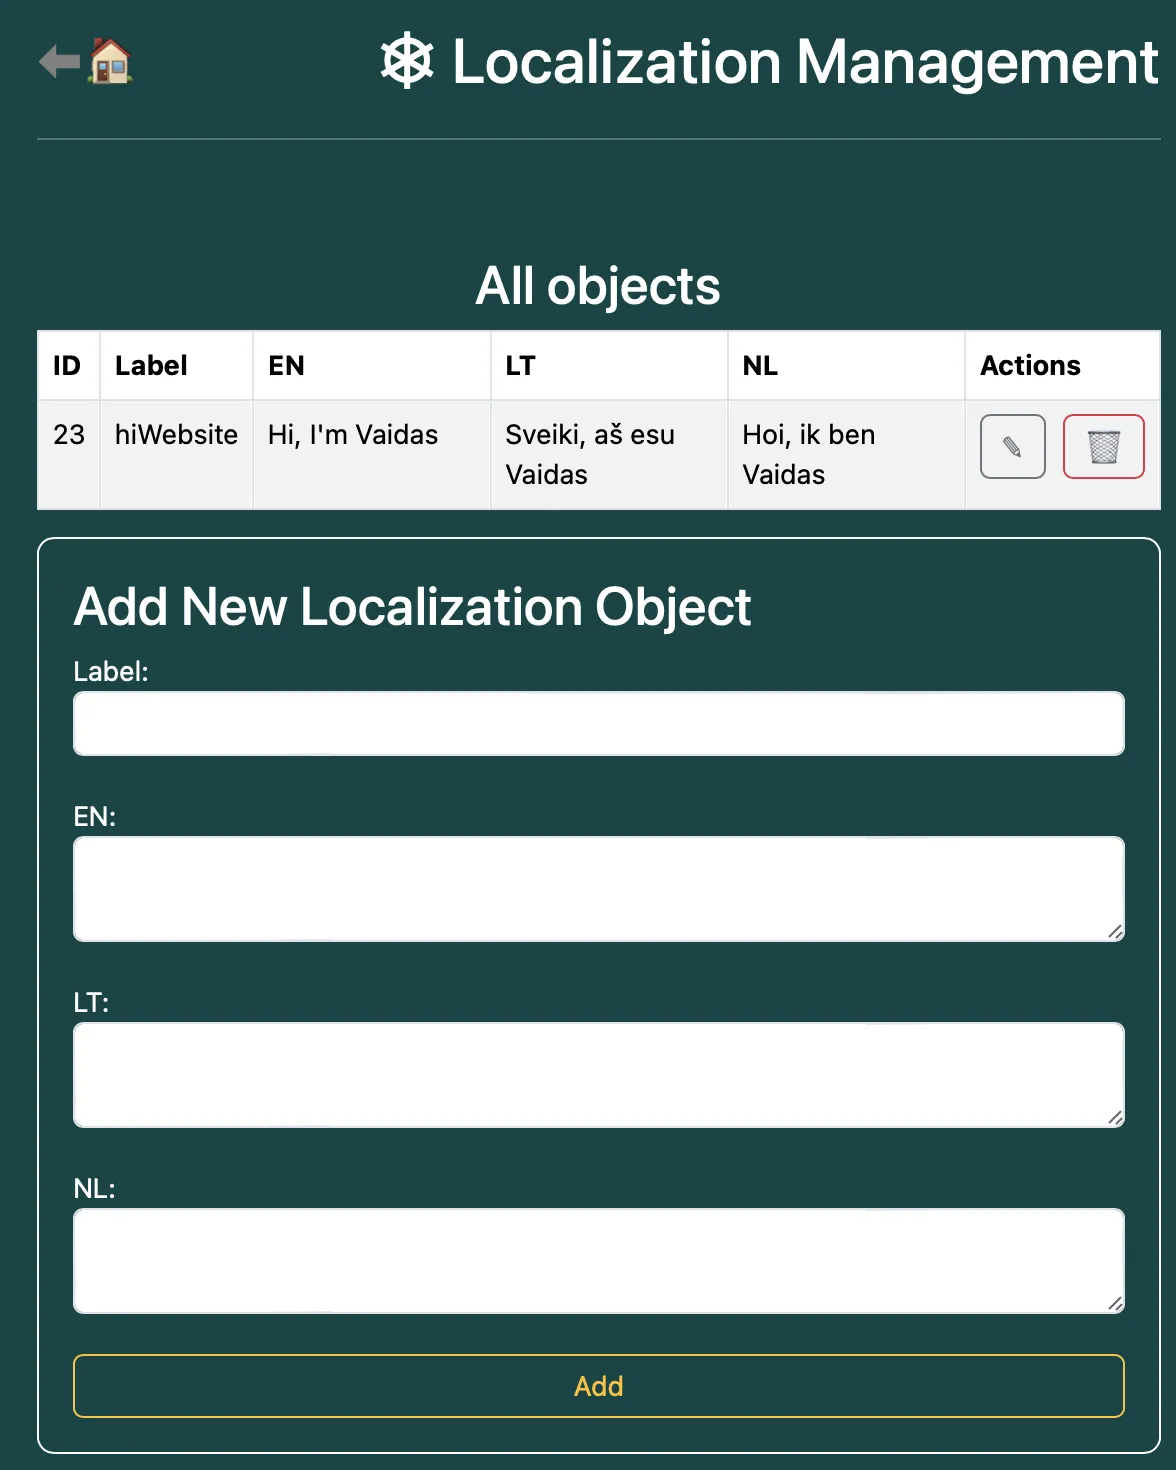 Localization Management
All objects
ID Label EN LT NL Actions
23 hiWebsite Hi, I'm Vaidas Sveiki, aš esu Hoi, ik ben
Vaidas Vaidas
Add New Localization Object
Label:
EN:
LT:
NL:
Add